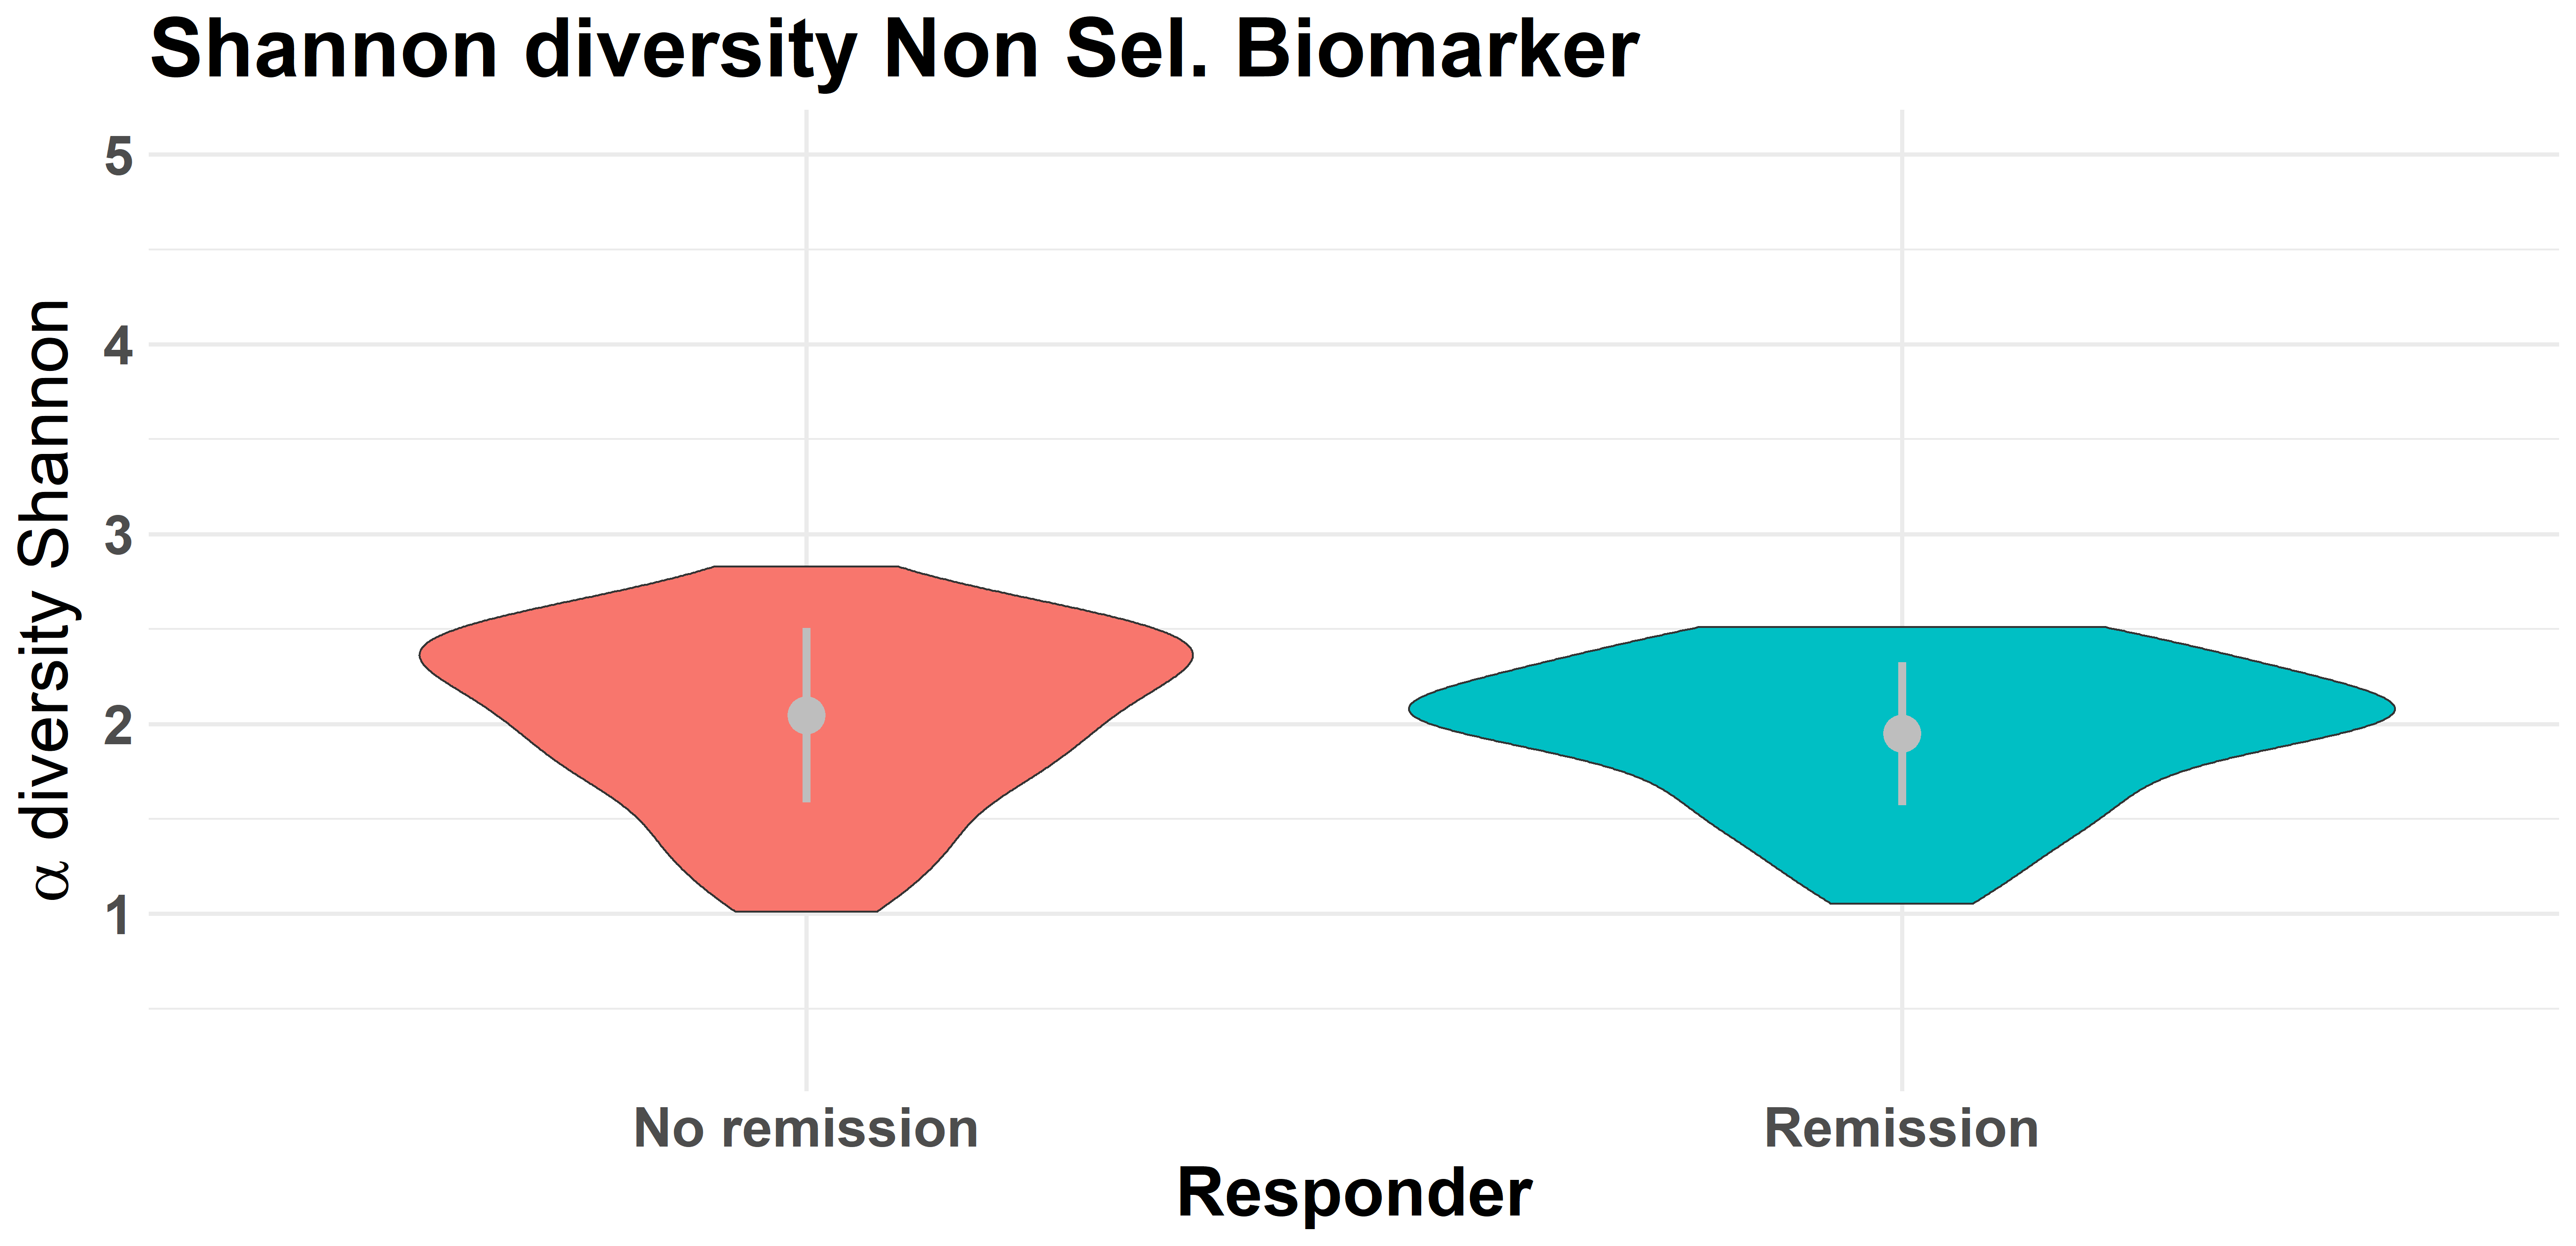 Shannon diversity Non Sel. Biomarker
α diversity Shannon
5
4
3
2
1
No remission
Remission
Responder